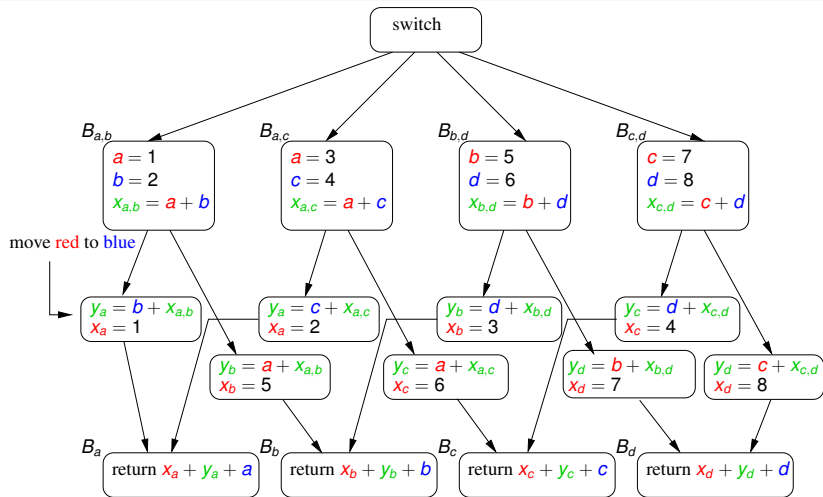 switch
B_{a,b}
a = 1
b = 2
x_{a,b} = a + b
B_{a,c}
a = 3
c = 4
x_{a,c} = a + c
B_{b,d}
b = 5
d = 6
x_{b,d} = b + d
B_{c,d}
c = 7
d = 8
x_{c,d} = c + d
move red to blue
y_a = b + x_{a,b}
x_a = 1
y_a = c + x_{a,c}
x_a = 2
y_b = d + x_{b,d}
x_b = 3
y_c = d + x_{c,d}
x_c = 4
y_b = a + x_{a,b}
x_b = 5
y_c = a + x_{a,c}
x_c = 6
y_d = b + x_{b,d}
x_d = 7
y_d = c + x_{c,d}
x_d = 8
B_a
return x_a + y_a + a
B_b
return x_b + y_b + b
B_c
return x_c + y_c + c
B_d
return x_d + y_d + d